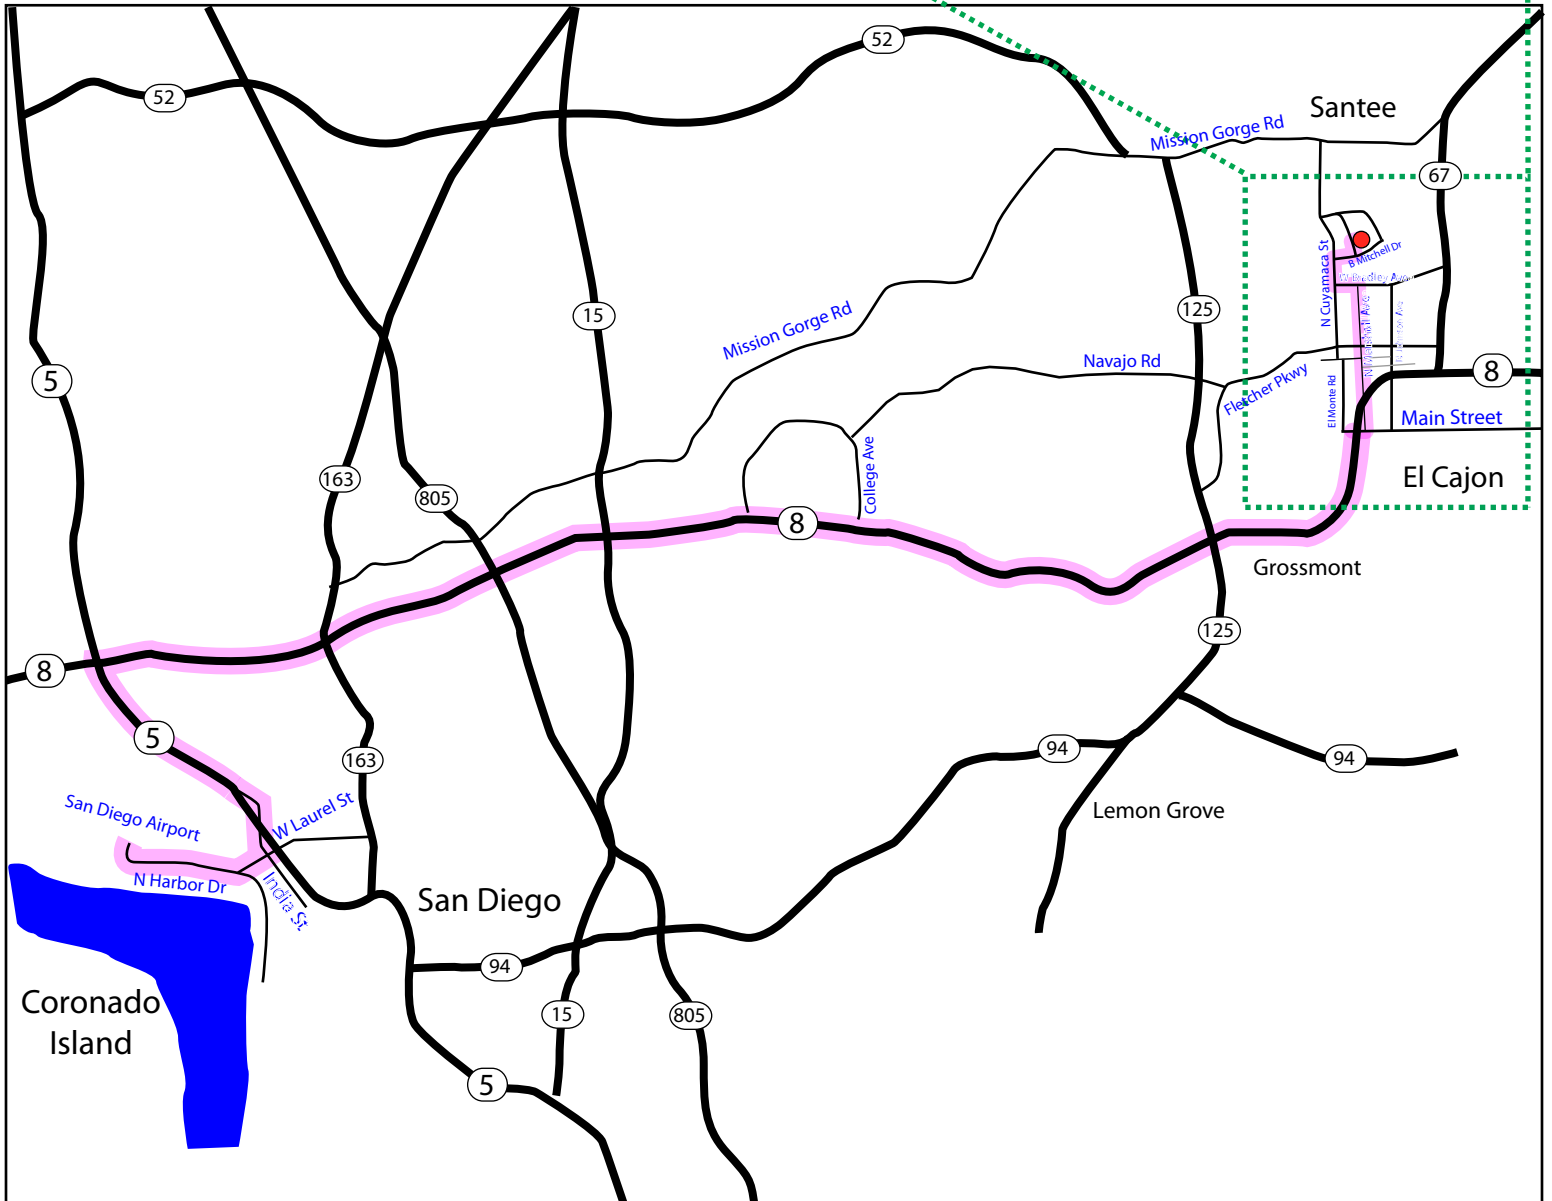 52
52
Santee
Mission Gorge Rd
67
B Mitchell Dr
N Cuyamaca St
125
15
Mission Gorge Rd
Navajo Rd
Fletcher Pkwy
8
5
El Monte Rd
Main Street
163
805
College Ave
El Cajon
8
Grossmont
125
8
5
94
94
163
San Diego Airport
W Laurel St
Lemon Grove
N Harbor Dr
India St
San Diego
94
Coronado
Island
15
805
5